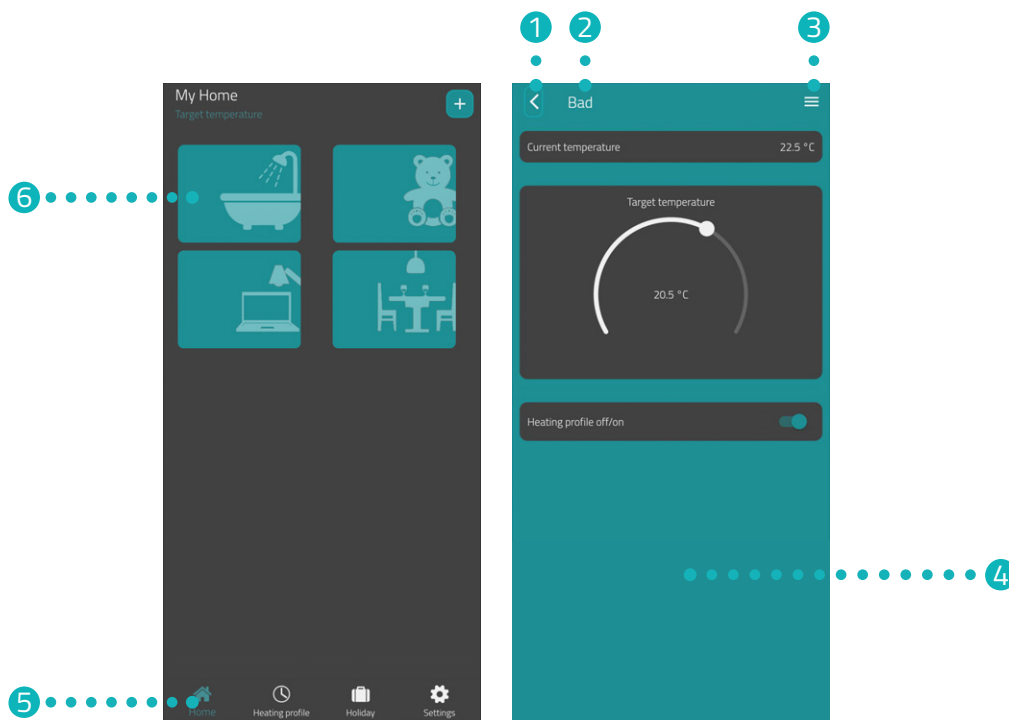 1
2
3
My Home
Target temperature
+
Bad
Current temperature
22.5 °C
6
Target temperature
20.5 °C
Heating profile off/on
4
5
Home
Heating profile
Holiday
Settings